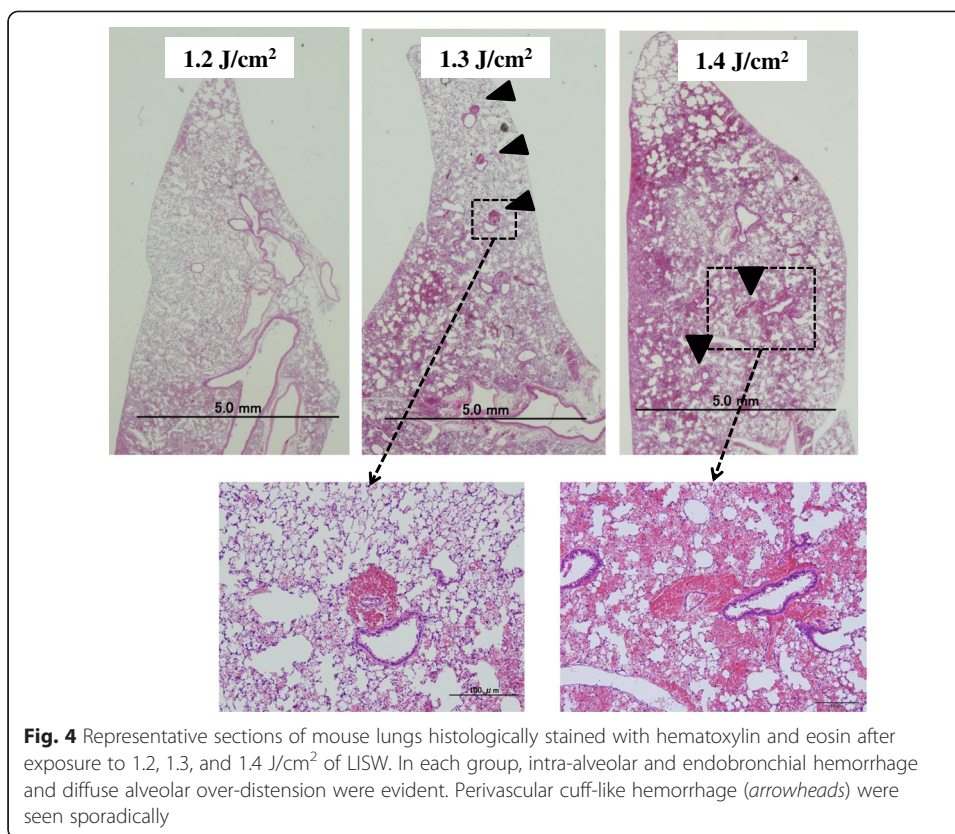 1.2 J/cm²
1.3 J/cm²
1.4 J/cm²
5.0 mm
5.0 mm
5.0 mm
100 μm
Fig. 4 Representative sections of mouse lungs histologically stained with hematoxylin and eosin after
exposure to 1.2, 1.3, and 1.4 J/cm² of LISW. In each group, intra-alveolar and endobronchial hemorrhage
and diffuse alveolar over-distension were evident. Perivascular cuff-like hemorrhage (arrowheads) were
seen sporadically